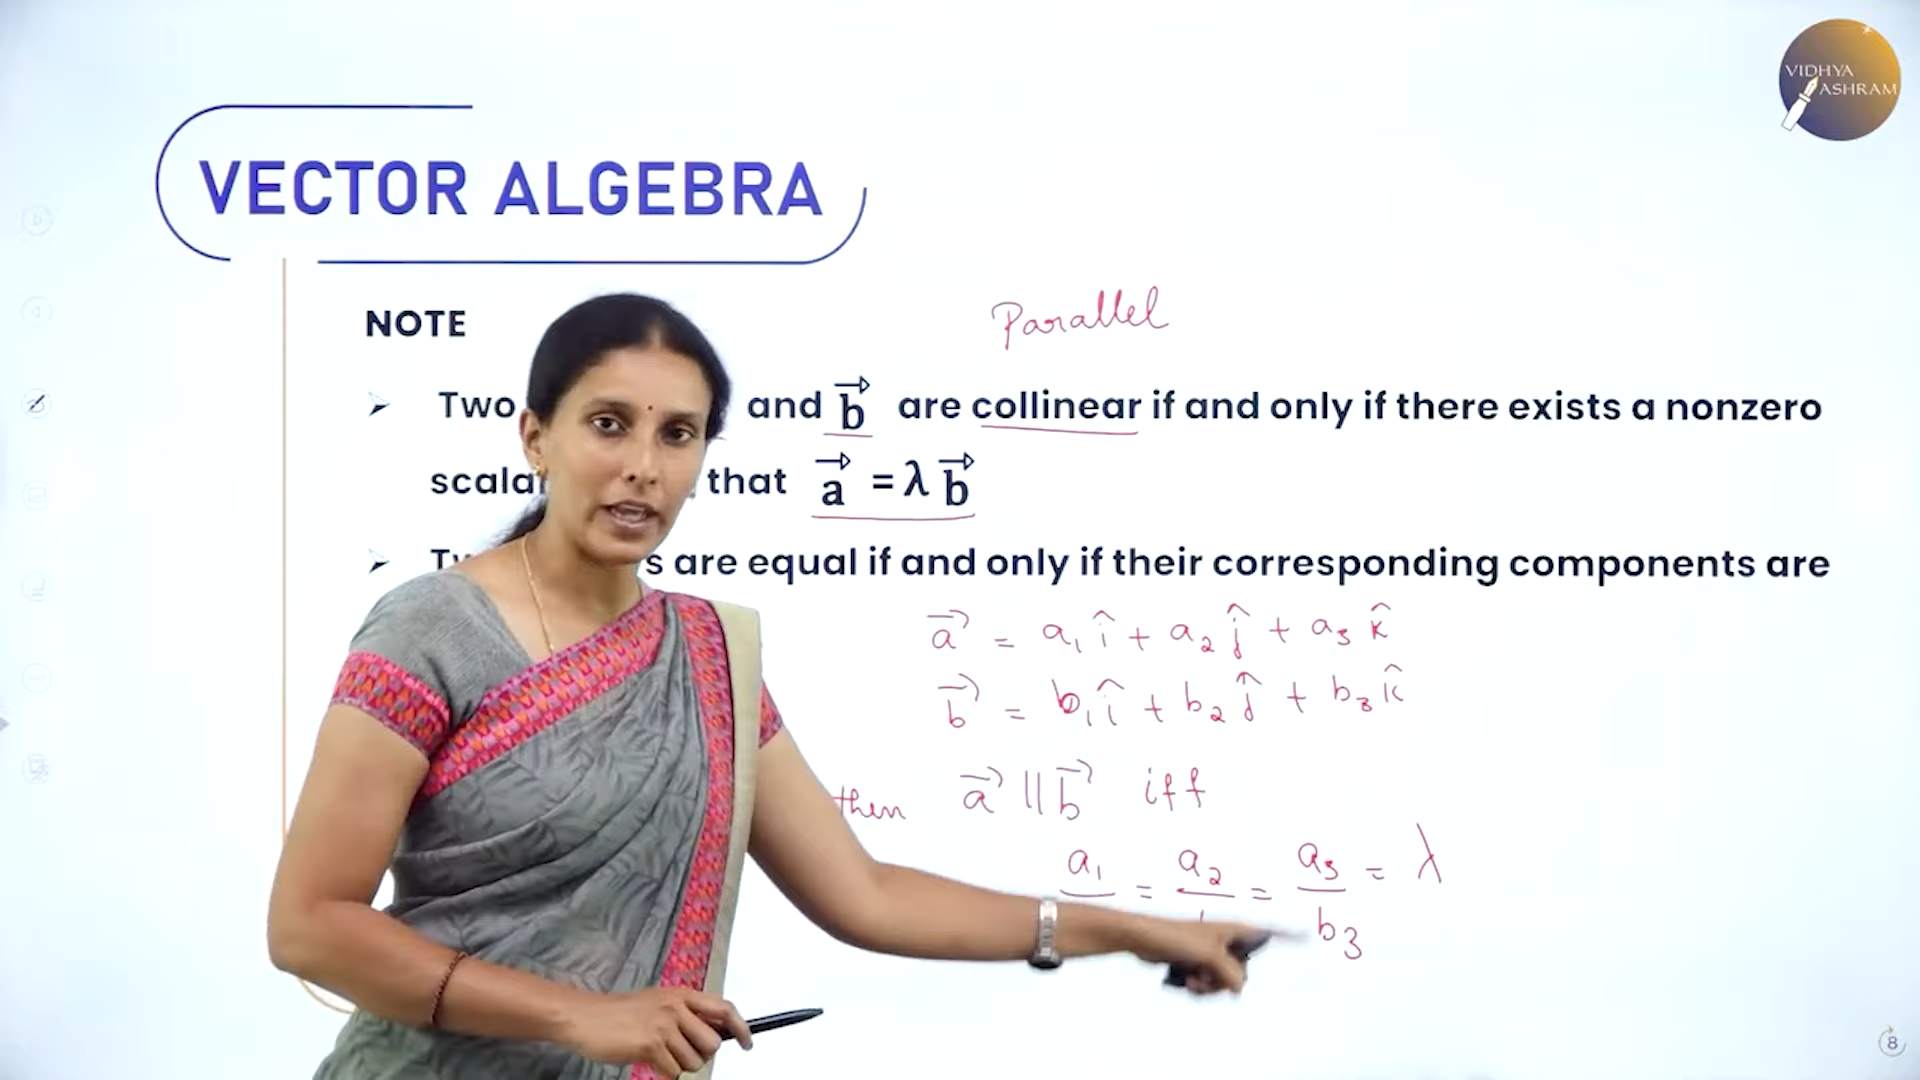 VIDHYA
ASHRAM
VECTOR ALGEBRA
NOTE
Parallel
➢ Two and b⃗ are collinear if and only if there exists a nonzero
that a⃗ = λ b⃗
➢ are equal if and only if their corresponding components are
a⃗ = a₁ î + a₂ ĵ + a₃ k̂
b⃗ = b₁ î + b₂ ĵ + b₃ k̂
then a⃗ || b⃗ iff
a₁ = a₂ = a₃ = λ
b₃
8